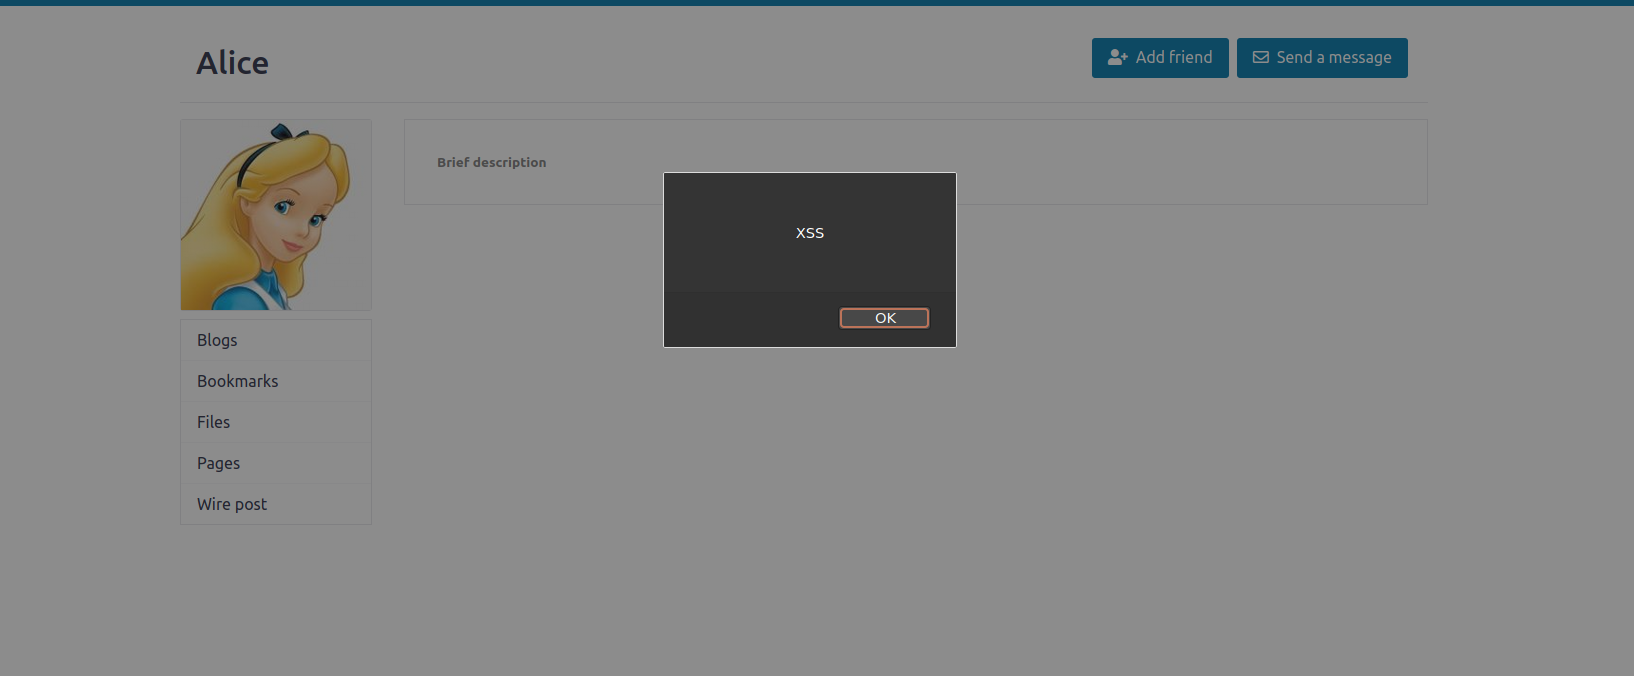 Alice
Add friend
Send a message
Brief description
XSS
OK
Blogs
Bookmarks
Files
Pages
Wire post